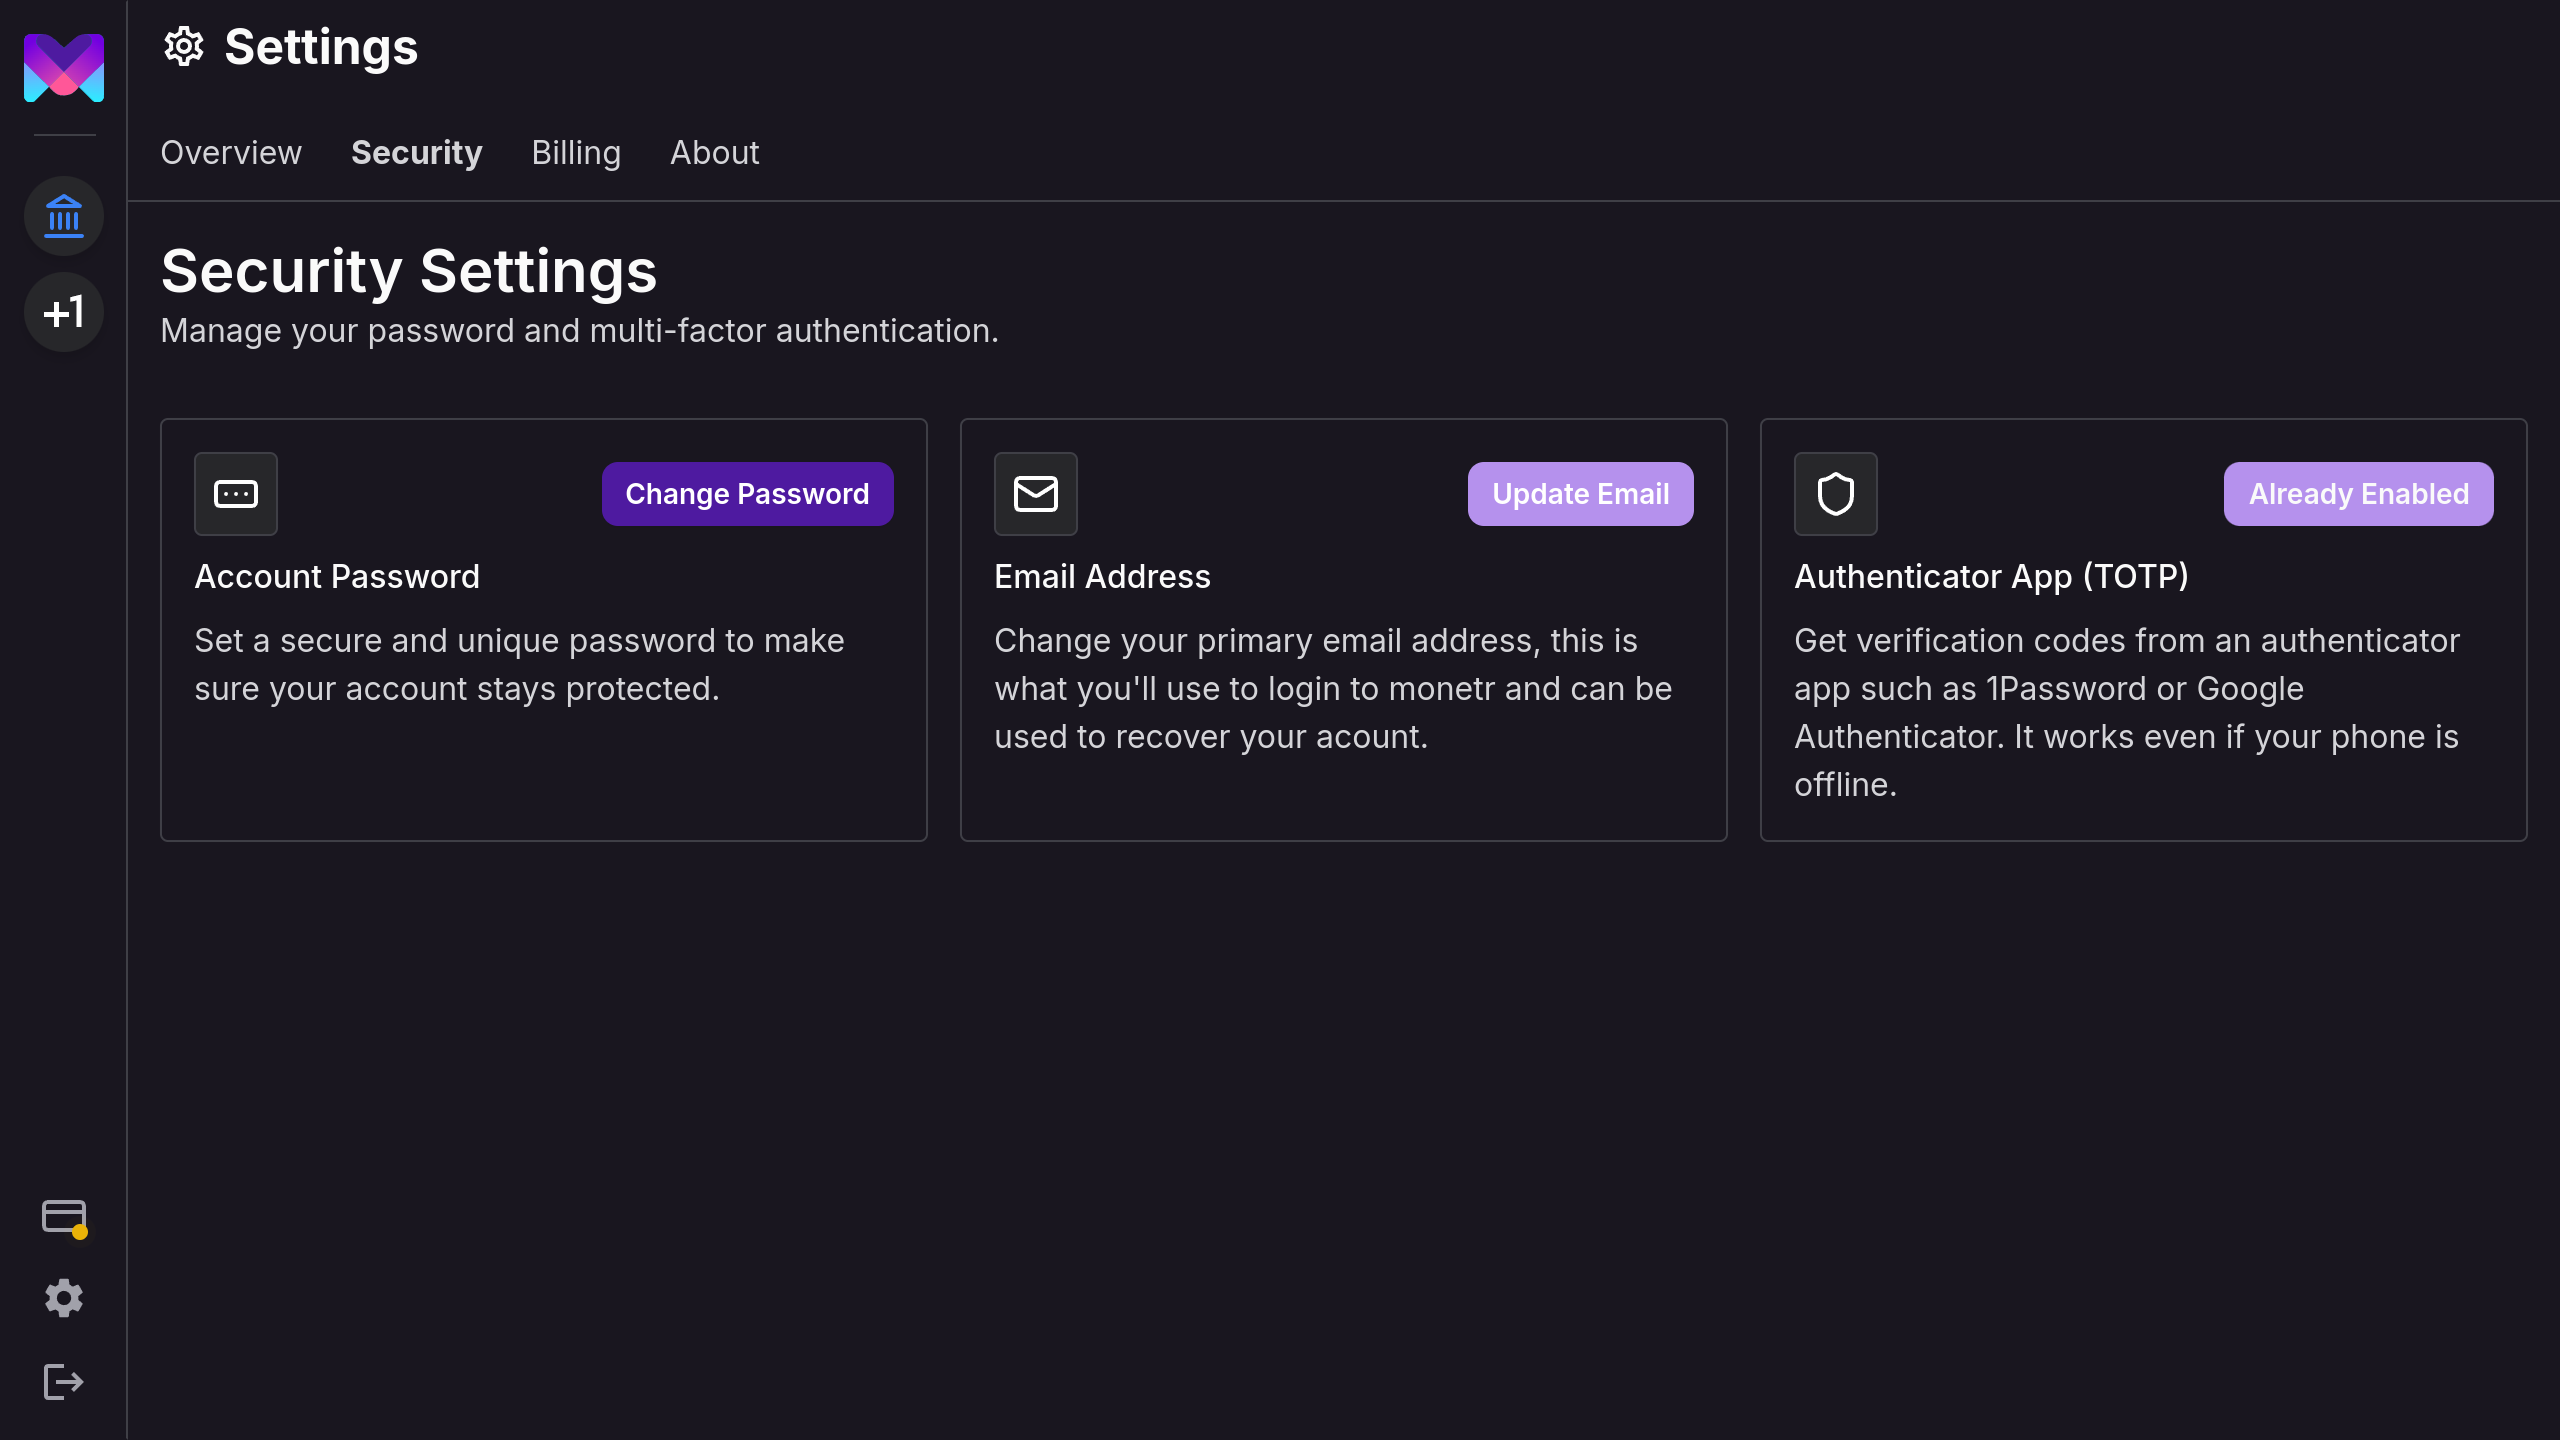 Settings
Overview Security Billing About
Security Settings
Manage your password and multi-factor authentication.
+1
Change Password
Account Password
Set a secure and unique password to make
sure your account stays protected.
Update Email
Email Address
Change your primary email address, this is
what you'll use to login to monetr and can be
used to recover your acount.
Already Enabled
Authenticator App (TOTP)
Get verification codes from an authenticator
app such as 1Password or Google
Authenticator. It works even if your phone is
offline.